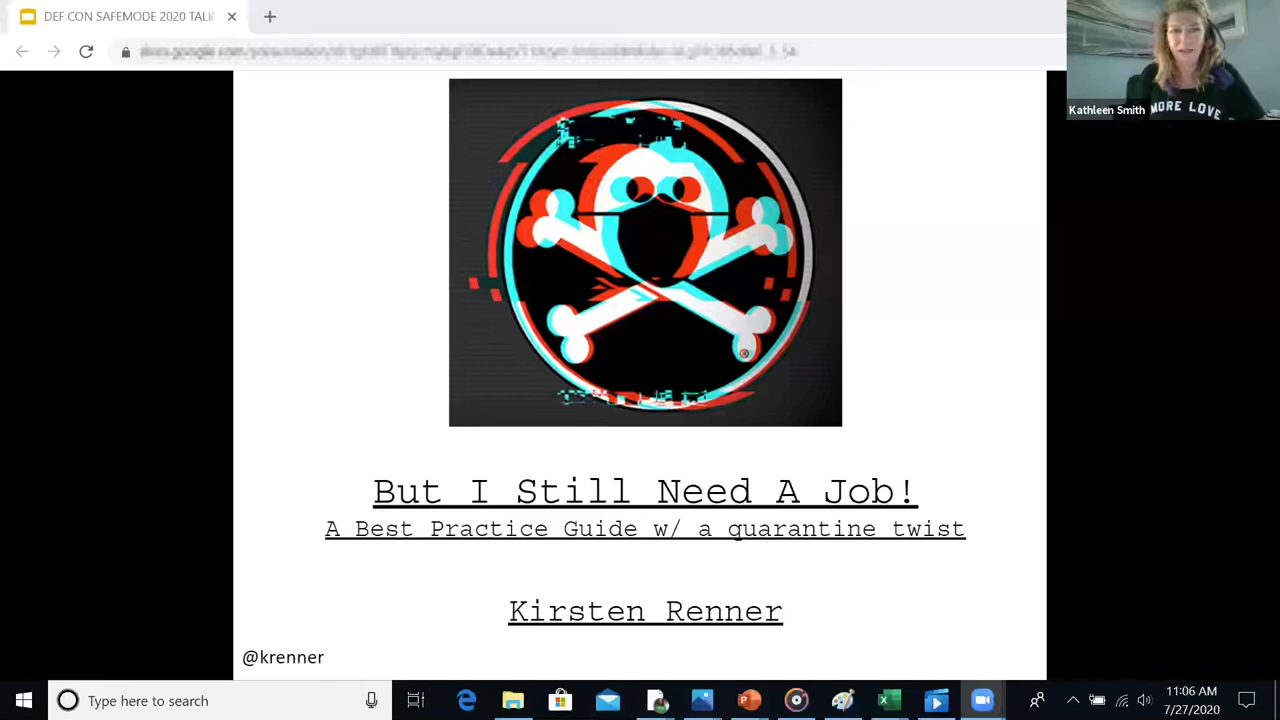 DEF CON SAFEMODE 2020 TALK
Kathleen Smith
MORE LOVE
But I Still Need A Job!
A Best Practice Guide w/ a quarantine twist
Kirsten Renner
@krenner
Type here to search
11:06 AM
7/27/2020